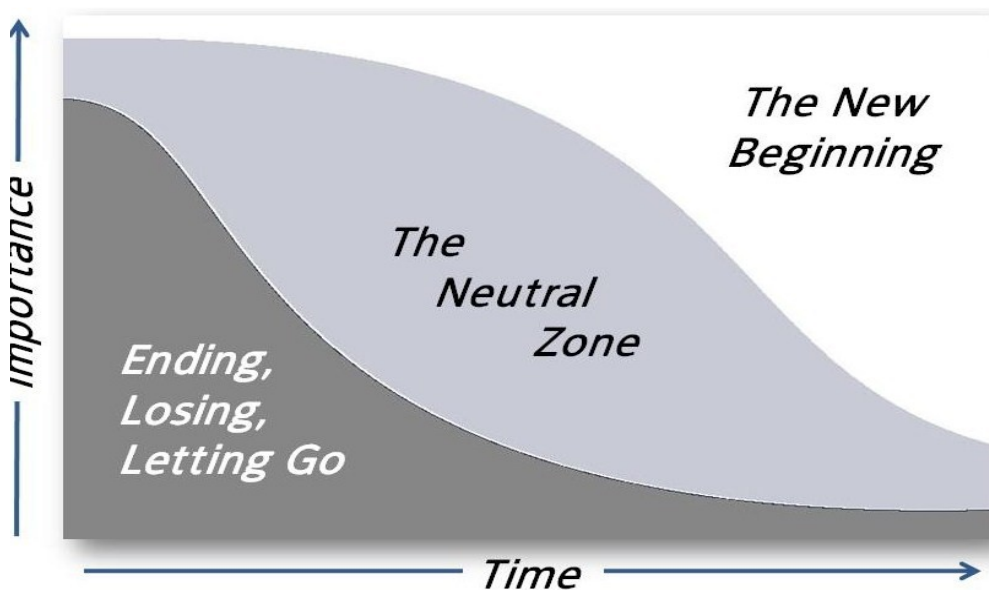 Importance
The New
Beginning
The
Neutral
Zone
Ending,
Losing,
Letting Go
Time